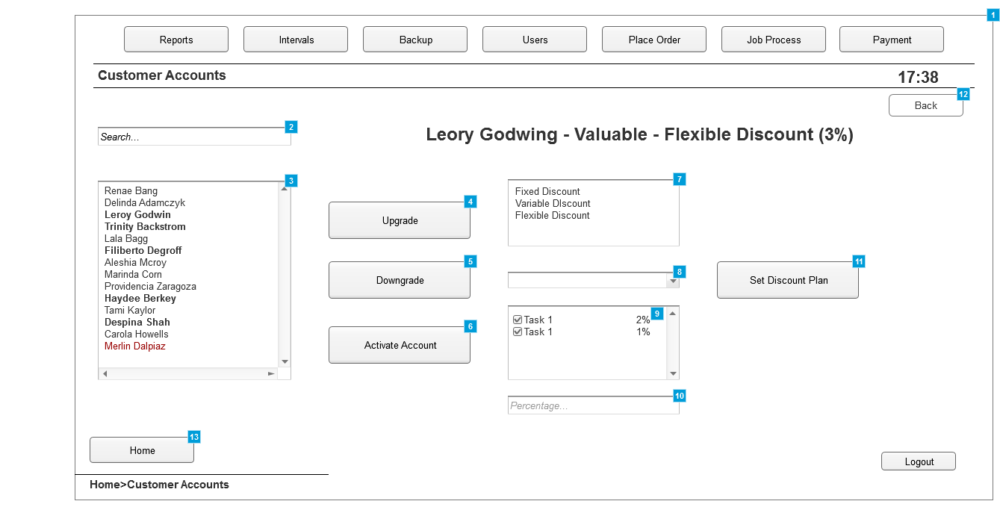 1
Reports Intervals Backup Users Place Order Job Process Payment
Customer Accounts 17:38
12
Back
2
Search...
Leory Godwing - Valuable - Flexible Discount (3%)
3
Renae Bang
Delinda Adamczyk
Leroy Godwin
Trinity Backstrom
Lala Bagg
Filiberto Degroff
Aleshia Mcroy
Marinda Corn
Providencia Zaragoza
Haydee Berkey
Tami Kaylor
Despina Shah
Carola Howells
Merlin Dalpiaz
4
Upgrade
5
Downgrade
6
Activate Account
7
Fixed Discount
Variable DIscount
Flexible Discount
8
9
Task 1 2%
Task 1 1%
10
Percentage...
11
Set Discount Plan
13
Home
Logout
Home>Customer Accounts